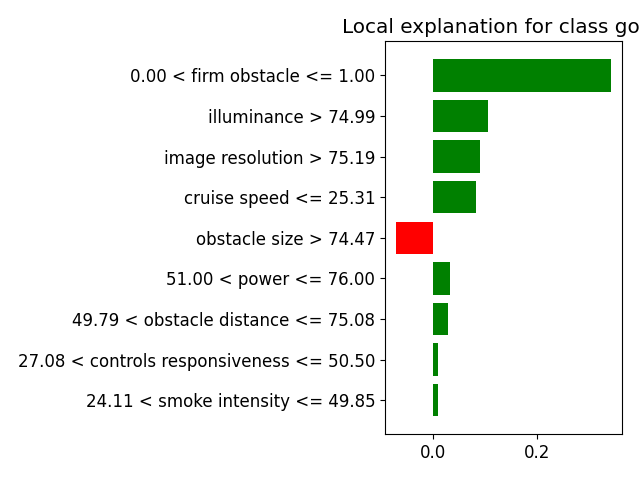 Local explanation for class go
0.00 < firm obstacle <= 1.00
illuminance > 74.99
image resolution > 75.19
cruise speed <= 25.31
obstacle size > 74.47
51.00 < power <= 76.00
49.79 < obstacle distance <= 75.08
27.08 < controls responsiveness <= 50.50
24.11 < smoke intensity <= 49.85
0.0 0.2